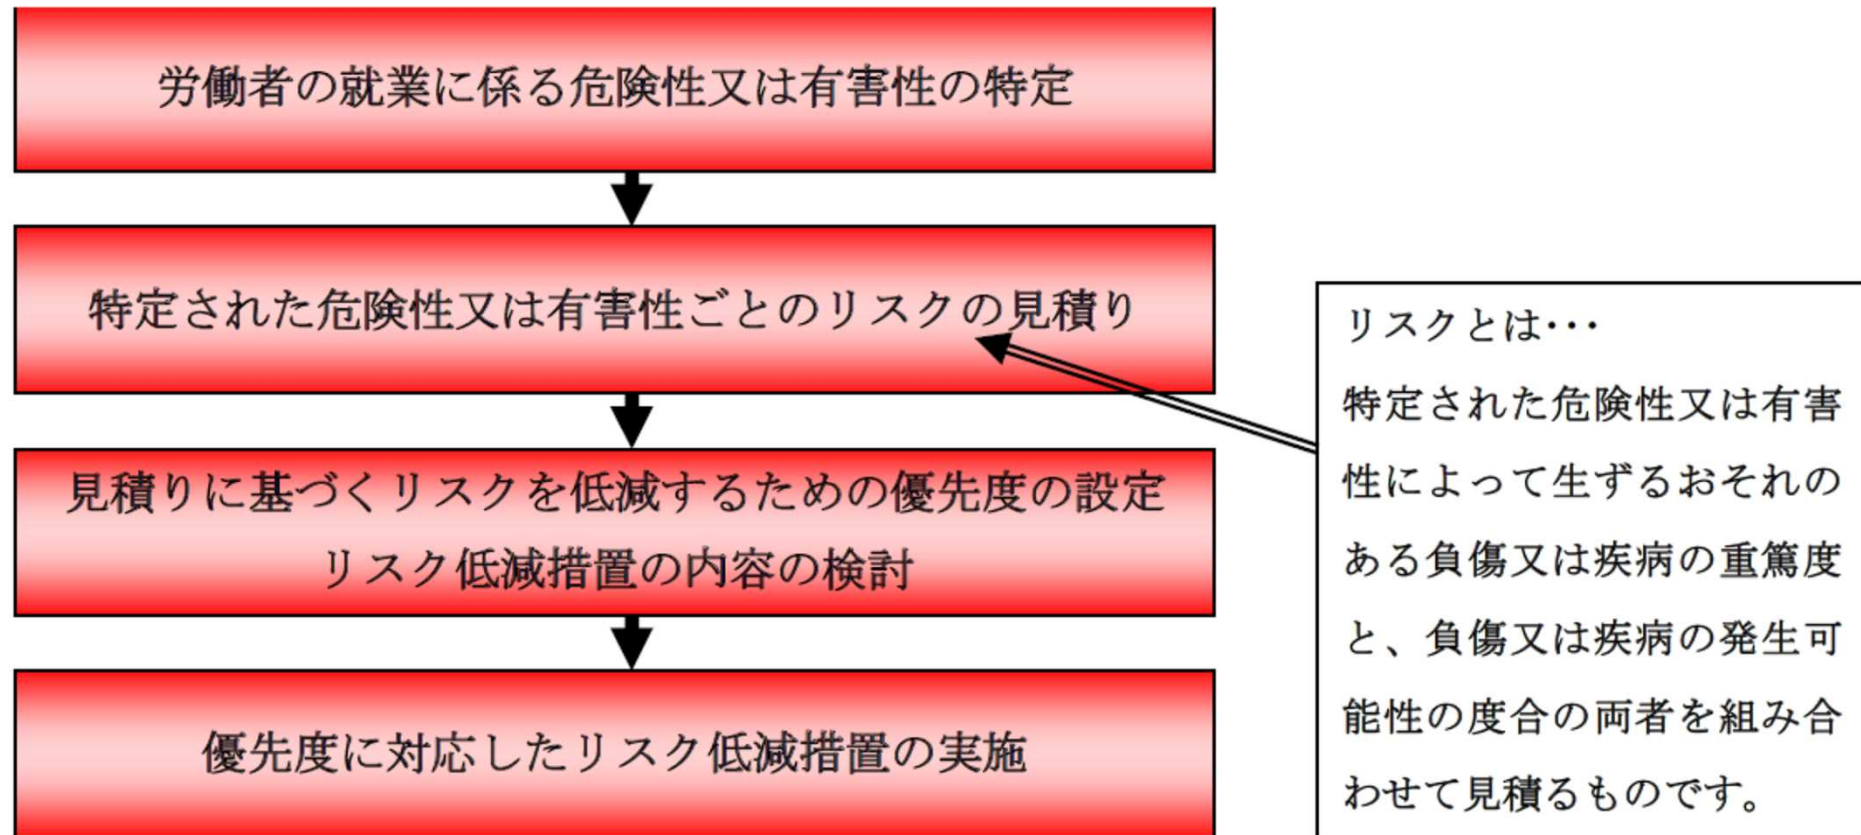 労働者の就業に係る危険性又は有害性の特定
特定された危険性又は有害性ごとのリスクの見積り
見積りに基づくリスクを低減するための優先度の設定
リスク低減措置の内容の検討
優先度に対応したリスク低減措置の実施
リスクとは･･･
特定された危険性又は有害
性によって生ずるおそれの
ある負傷又は疾病の重篤度
と、負傷又は疾病の発生可
能性の度合の両者を組み合
わせて見積るものです。